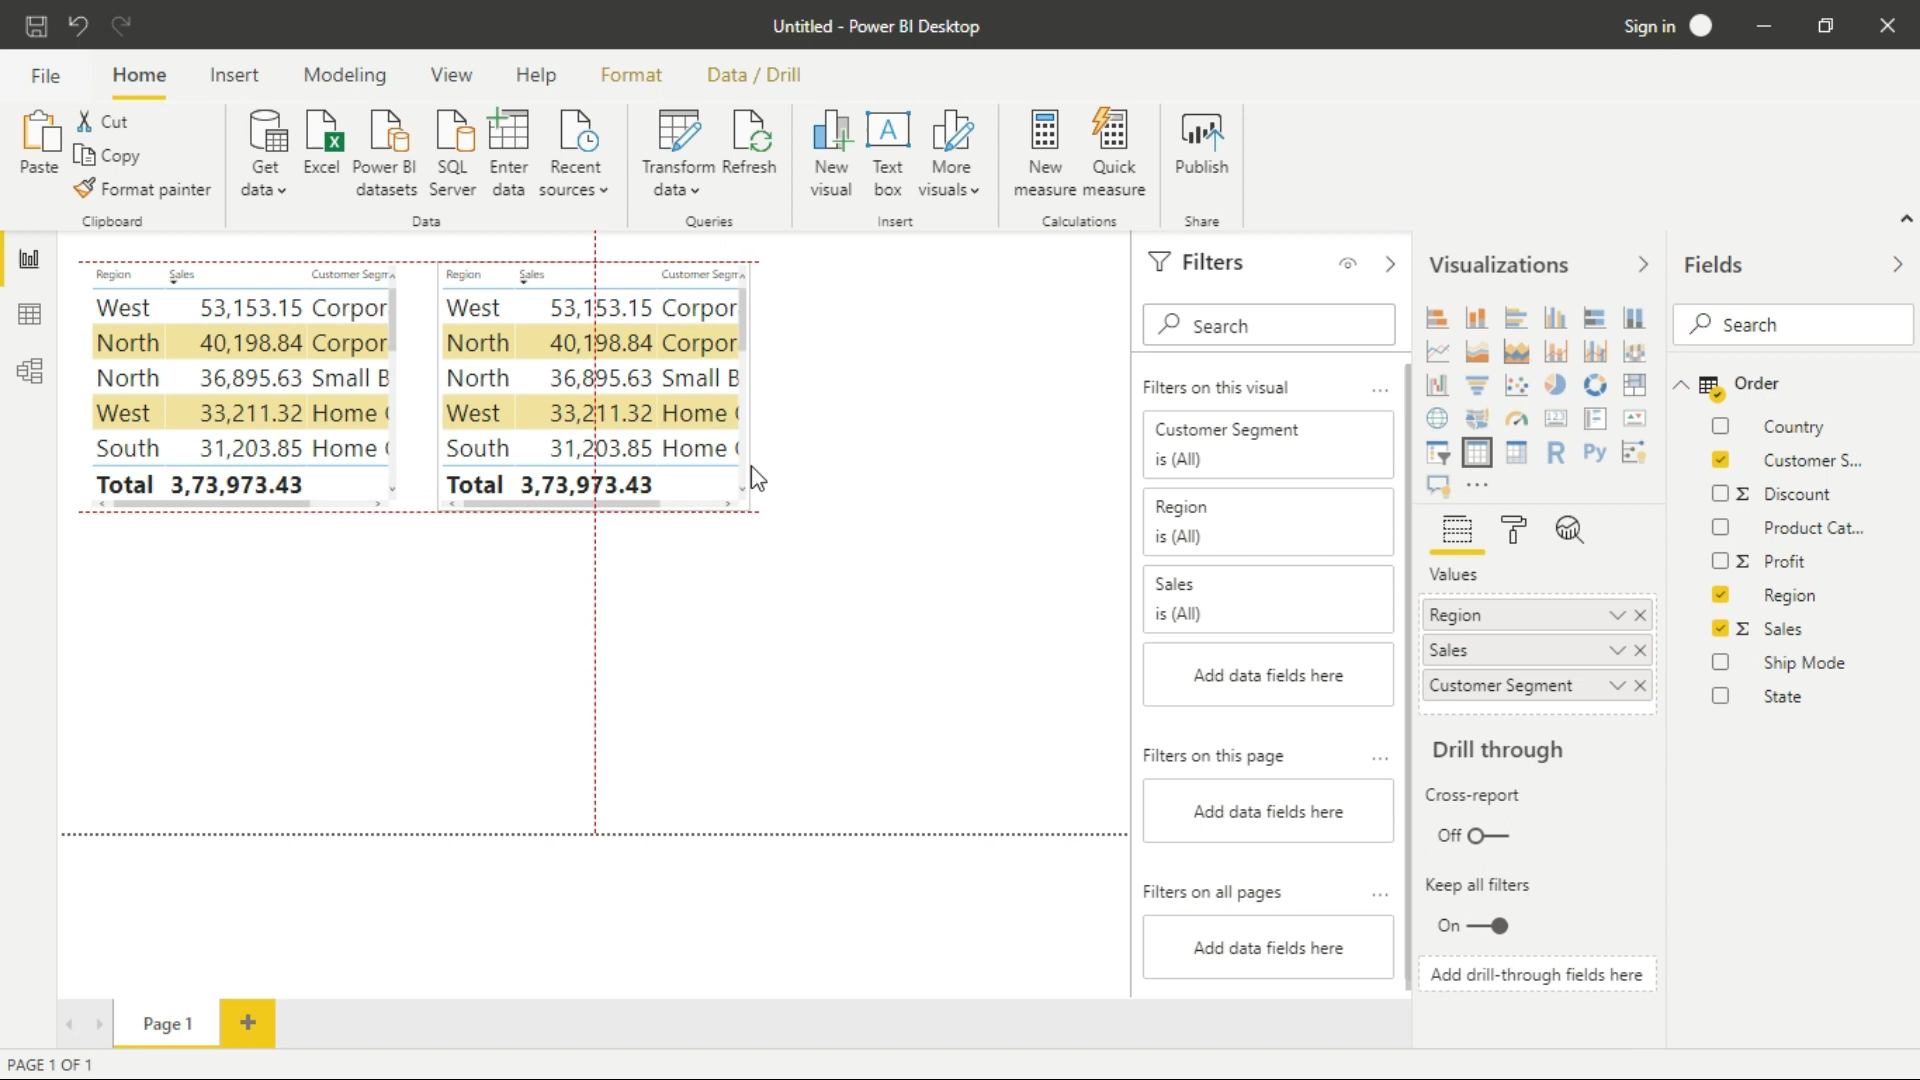 Untitled - Power BI Desktop
Sign in
File Home Insert Modeling View Help Format Data / Drill
Paste
Cut
Copy
Format painter
Clipboard
Get data
Excel
Power BI datasets
SQL Server
Enter data
Recent sources
Data
Transform data
Refresh
Queries
New visual
Text box
More visuals
Insert
New measure
Quick measure
Calculations
Publish
Share
Region Sales Customer Segm
West 53,153.15 Corpor
North 40,198.84 Corpor
North 36,895.63 Small B
West 33,211.32 Home
South 31,203.85 Home
Total 3,73,973.43
Region Sales Customer Segm
West 53,153.15 Corpor
North 40,198.84 Corpor
North 36,895.63 Small B
West 33,211.32 Home
South 31,203.85 Home
Total 3,73,973.43
Filters
Search
Filters on this visual
Customer Segment
is (All)
Region
is (All)
Sales
is (All)
Add data fields here
Filters on this page
Add data fields here
Filters on all pages
Add data fields here
Visualizations
123
R
Py
Values
Region
Sales
Customer Segment
Drill through
Cross-report
Off
Keep all filters
On
Add drill-through fields here
Fields
Search
Order
Country
Customer S...
Σ Discount
Product Cat...
Σ Profit
Region
Σ Sales
Ship Mode
State
Page 1
PAGE 1 OF 1